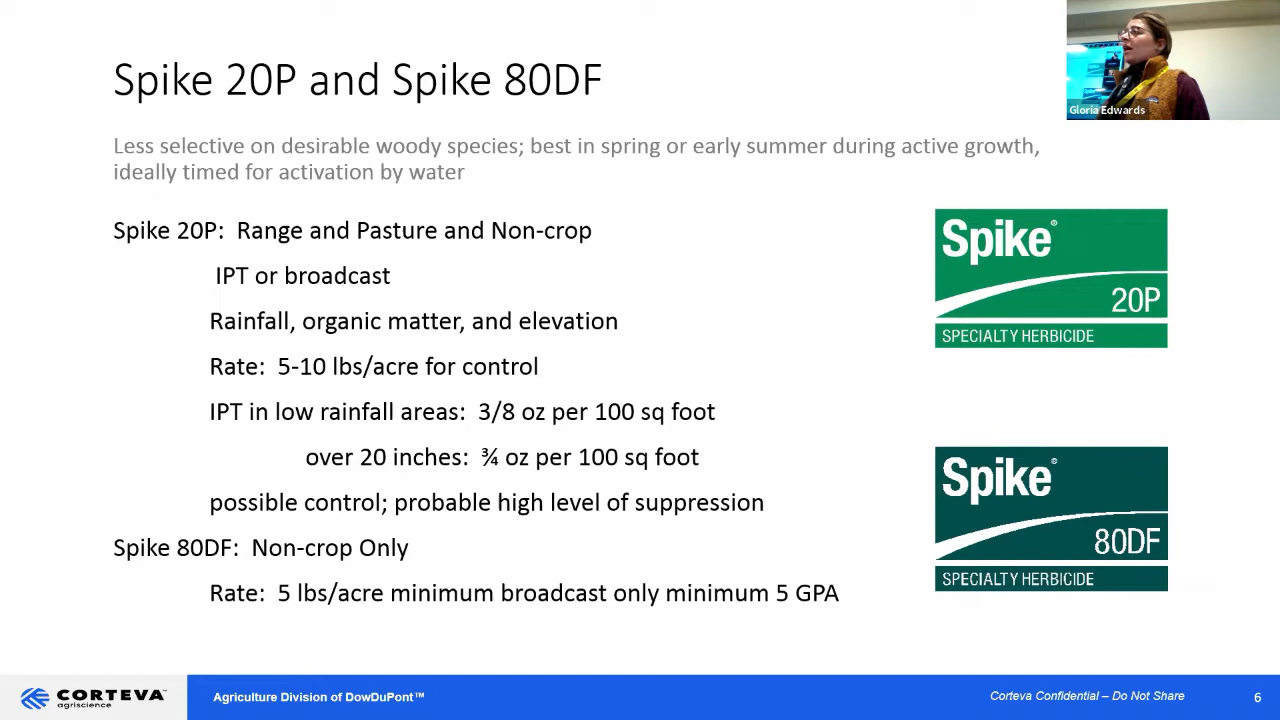 Spike 20P and Spike 80DF
Gloria Edwards
Less selective on desirable woody species; best in spring or early summer during active growth,
ideally timed for activation by water
Spike 20P: Range and Pasture and Non-crop
IPT or broadcast
Rainfall, organic matter, and elevation
Rate: 5-10 lbs/acre for control
IPT in low rainfall areas: 3/8 oz per 100 sq foot
over 20 inches: ¾ oz per 100 sq foot
possible control; probable high level of suppression
Spike 80DF: Non-crop Only
Rate: 5 lbs/acre minimum broadcast only minimum 5 GPA
Spike®
20P
SPECIALTY HERBICIDE
Spike®
80DF
SPECIALTY HERBICIDE
CORTEVA™
agriscience
Agriculture Division of DowDuPont™
Corteva Confidential – Do Not Share
6